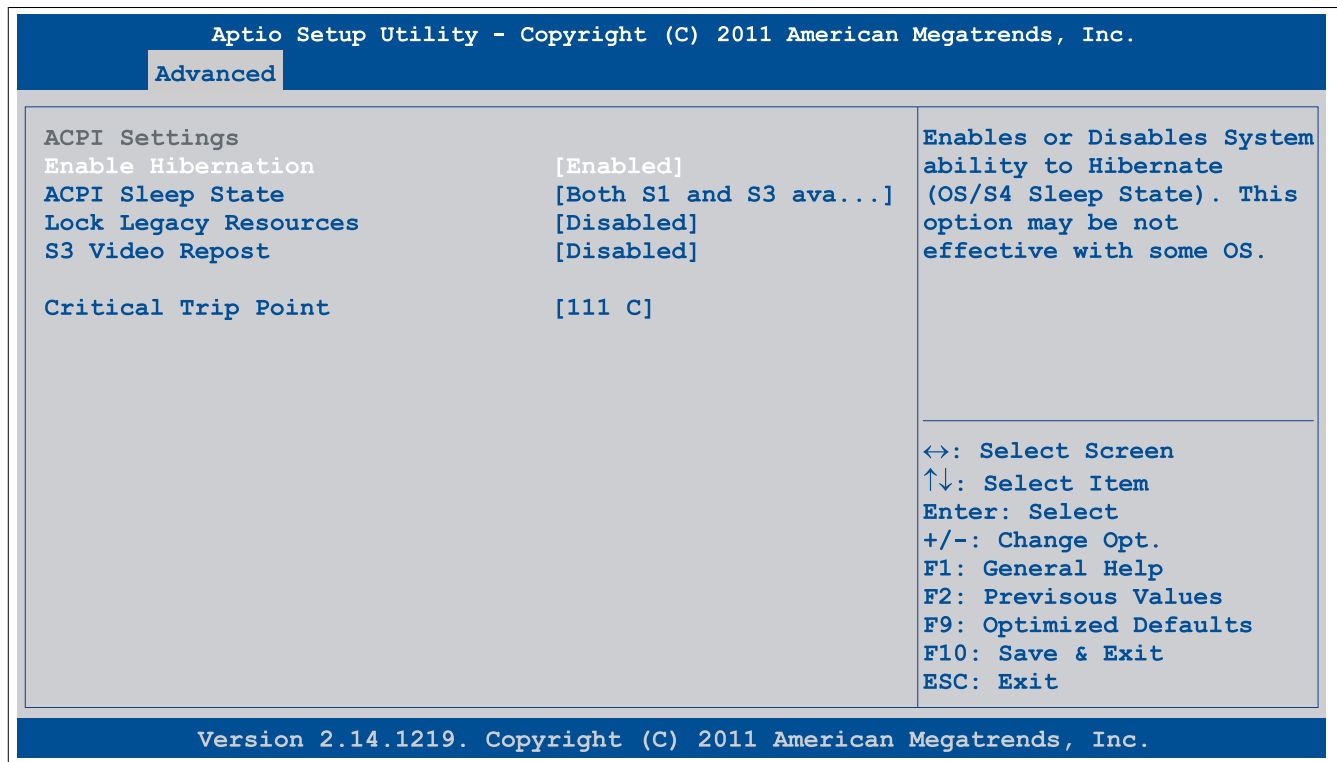 Aptio Setup Utility - Copyright (C) 2011 American Megatrends, Inc.
Advanced
ACPI Settings
Enable Hibernation [Enabled]
ACPI Sleep State [Both S1 and S3 ava...]
Lock Legacy Resources [Disabled]
S3 Video Repost [Disabled]
Critical Trip Point [111 C]
Enables or Disables System
ability to Hibernate
(OS/S4 Sleep State). This
option may be not
effective with some OS.
↔: Select Screen
↑↓: Select Item
Enter: Select
+/-: Change Opt.
F1: General Help
F2: Previsous Values
F9: Optimized Defaults
F10: Save & Exit
ESC: Exit
Version 2.14.1219. Copyright (C) 2011 American Megatrends, Inc.